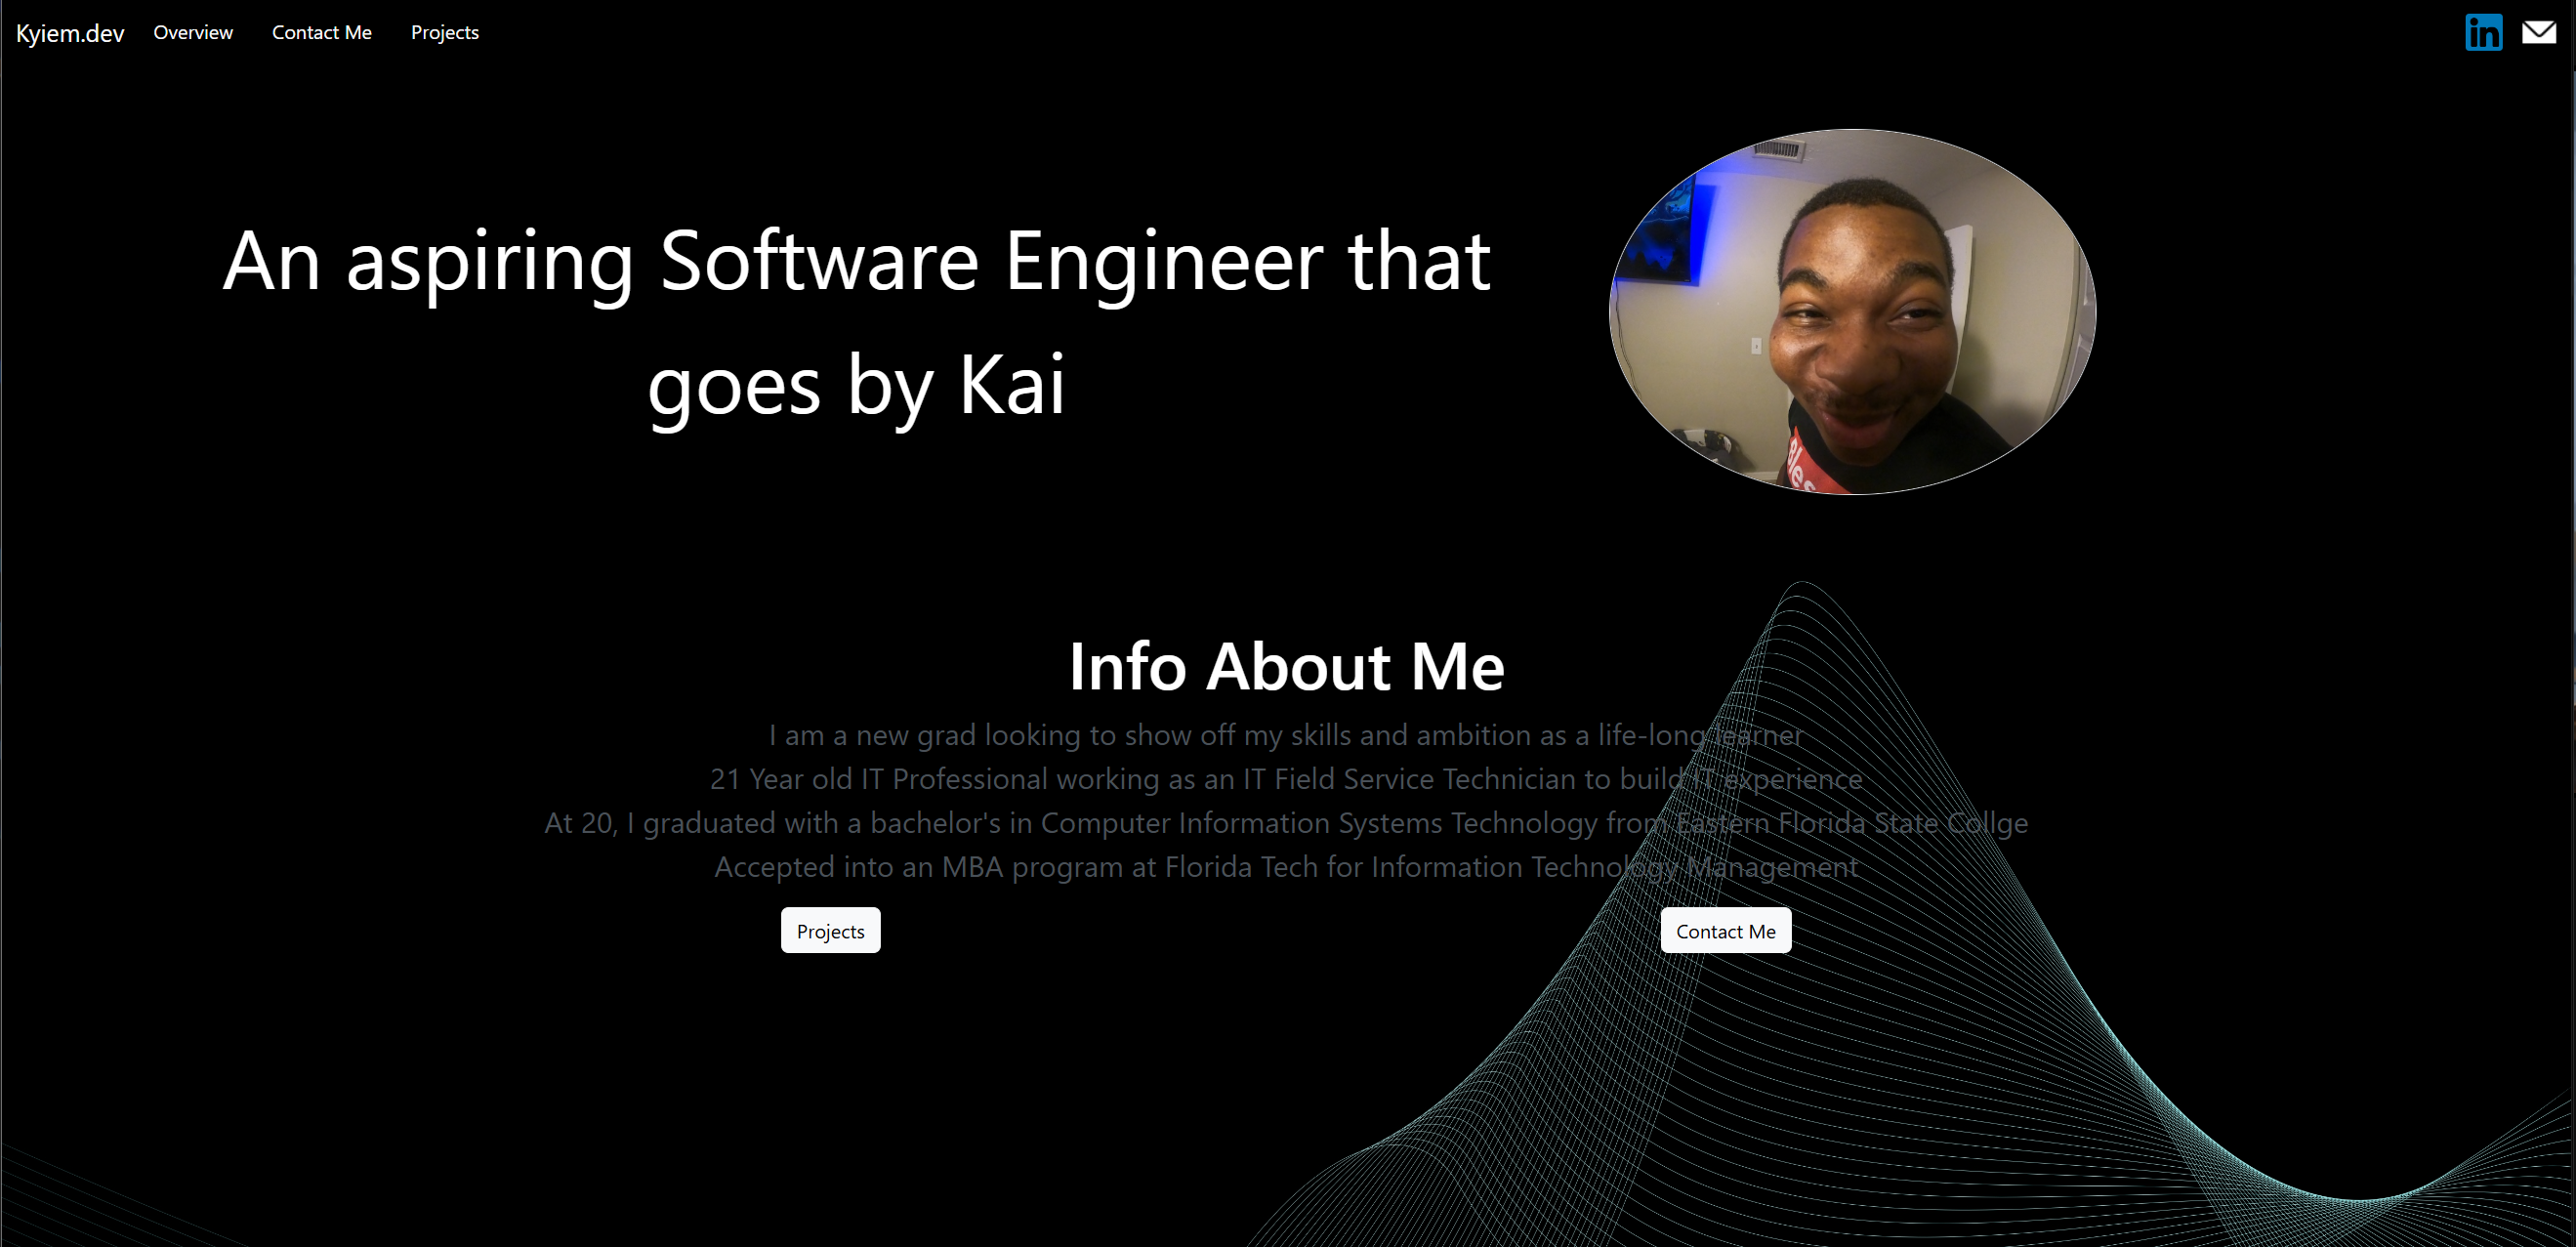 Kyiem.dev Overview Contact Me Projects in
An aspiring Software Engineer that
goes by Kai
Bles
Info About Me
I am a new grad looking to show off my skills and ambition as a life-long learner
21 Year old IT Professional working as an IT Field Service Technician to build IT experience
At 20, I graduated with a bachelor's in Computer Information Systems Technology from Eastern Florida State Collge
Accepted into an MBA program at Florida Tech for Information Technology Management
Projects Contact Me